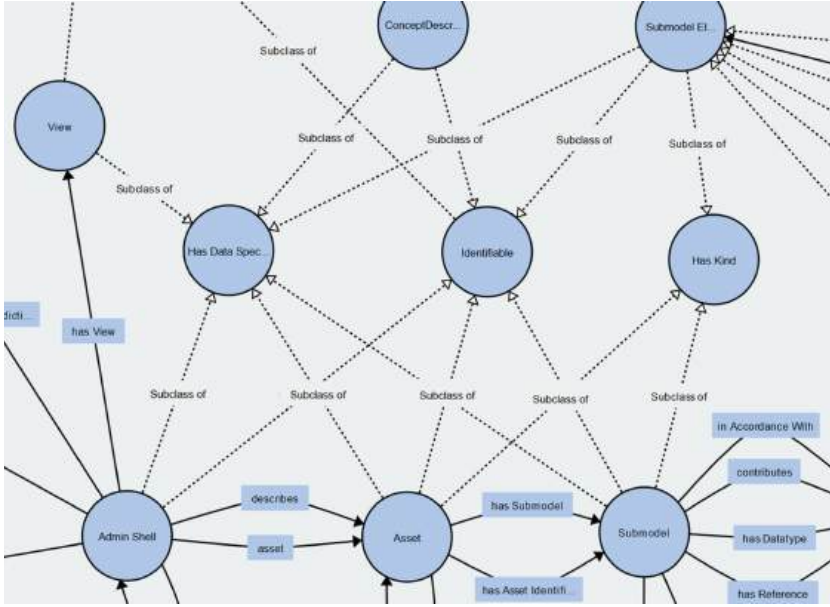 ConceptDescr...
Submodel El...
Subclass of
View
Subclass of
Subclass of
Subclass of
Subclass of
Subclass of
Has Data Spec...
Identifiable
Has Kind
dicti...
has View
Subclass of
Subclass of
Subclass of
Subclass of
Subclass of
in Accordance With
contributes
describes
has Submodel
Admin Shell
asset
Asset
Submodel
has Datatype
has Asset Identifi...
has Reference